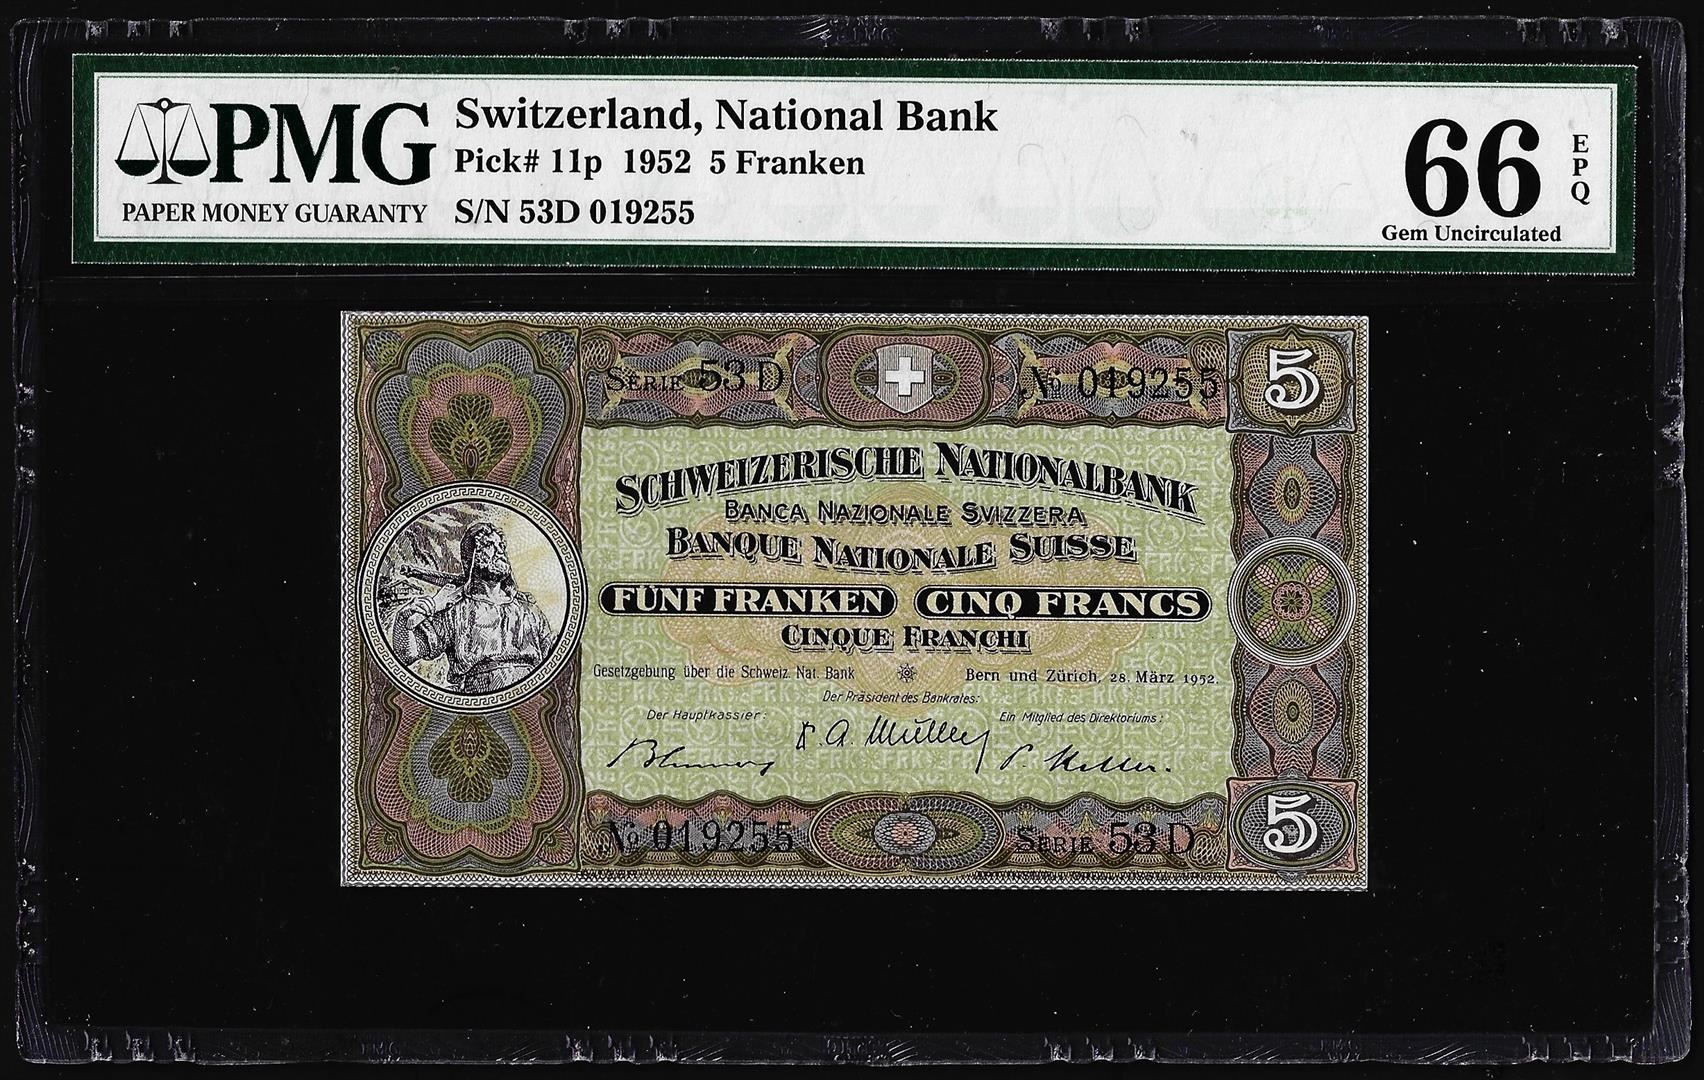 PMG
PAPER MONEY GUARANTY
Switzerland, National Bank
Pick# 11p 1952 5 Franken
S/N 53D 019255
66
EPQ
Gem Uncirculated
SERIE 53 D
No 019255
5
SCHWEIZERISCHE NATIONALBANK
BANCA NAZIONALE SVIZZERA
BANQUE NATIONALE SUISSE
FÜNF FRANKEN CINQ FRANCS
CINQUE FRANCHI
Gesetzgebung über die Schweiz. Nat. Bank
Bern und Zürich, 28. März 1952.
Der Präsident des Bankrates:
Der Hauptkassier:
Ein Mitglied des Direktoriums:
Müller
No 019255
SERIE 53 D
5